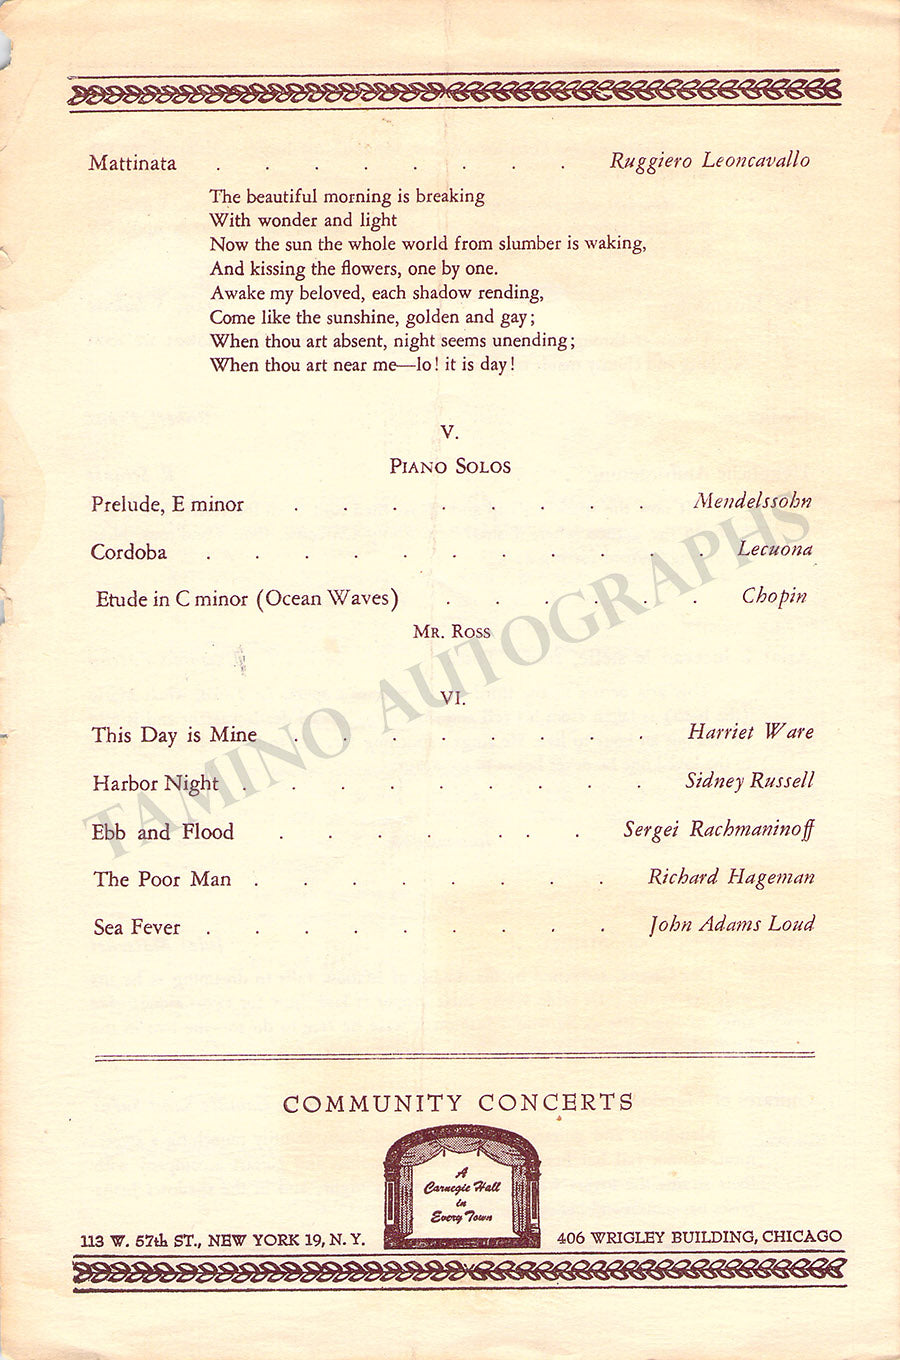 Mattinata . . . . . . . . Ruggiero Leoncavallo
The beautiful morning is breaking
With wonder and light
Now the sun the whole world from slumber is waking,
And kissing the flowers, one by one.
Awake my beloved, each shadow rending,
Come like the sunshine, golden and gay;
When thou art absent, night seems unending;
When thou art near me—lo! it is day!
V.
PIANO SOLOS
Prelude, E minor . . . . . . . . Mendelssohn
Cordoba . . . . . . . . . . . Lecuona
Etude in C minor (Ocean Waves) . . . . . . Chopin
MR. ROSS
TAMINO AUTOGRAPHS
VI.
This Day is Mine . . . . . . . . Harriet Ware
Harbor Night . . . . . . . . . Sidney Russell
Ebb and Flood . . . . . . . Sergei Rachmaninoff
The Poor Man . . . . . . . . Richard Hageman
Sea Fever . . . . . . . . . John Adams Loud
COMMUNITY CONCERTS
A
Carnegie Hall
in
Every Town
113 W. 57th ST., NEW YORK 19, N. Y. 406 WRIGLEY BUILDING, CHICAGO